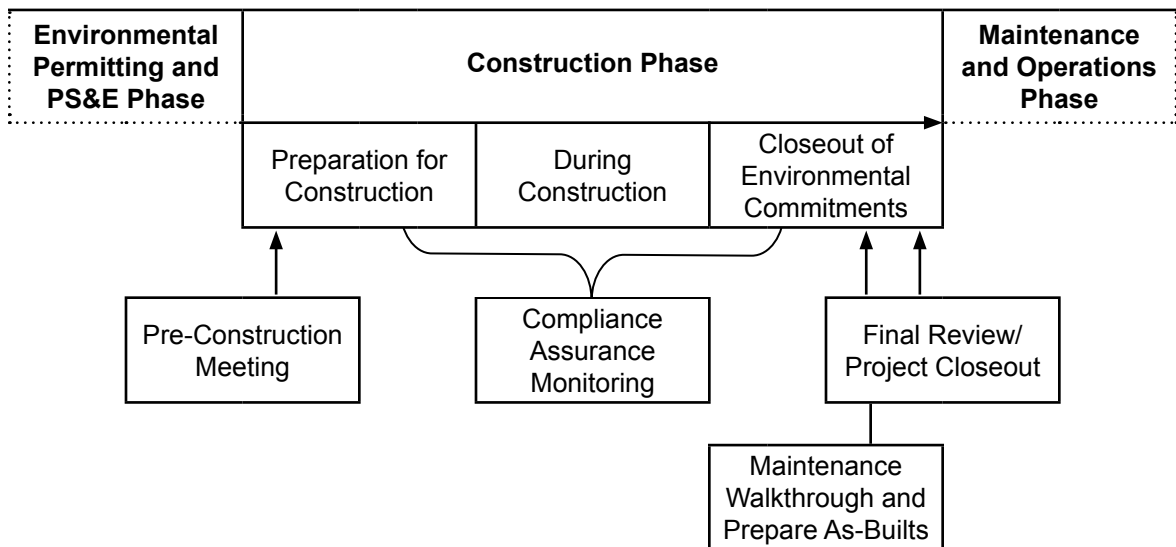 Environmental
Permitting and
PS&E Phase
Construction Phase
Maintenance
and Operations
Phase
Preparation for
Construction
During
Construction
Closeout of
Environmental
Commitments
Pre-Construction
Meeting
Compliance
Assurance
Monitoring
Final Review/
Project Closeout
Maintenance
Walkthrough and
Prepare As-Builts